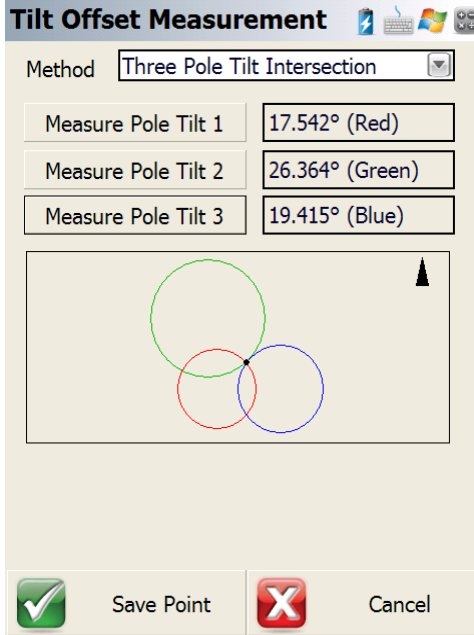 Tilt Offset Measurement
Method Three Pole Tilt Intersection
Measure Pole Tilt 1 17.542° (Red)
Measure Pole Tilt 2 26.364° (Green)
Measure Pole Tilt 3 19.415° (Blue)
Save Point Cancel